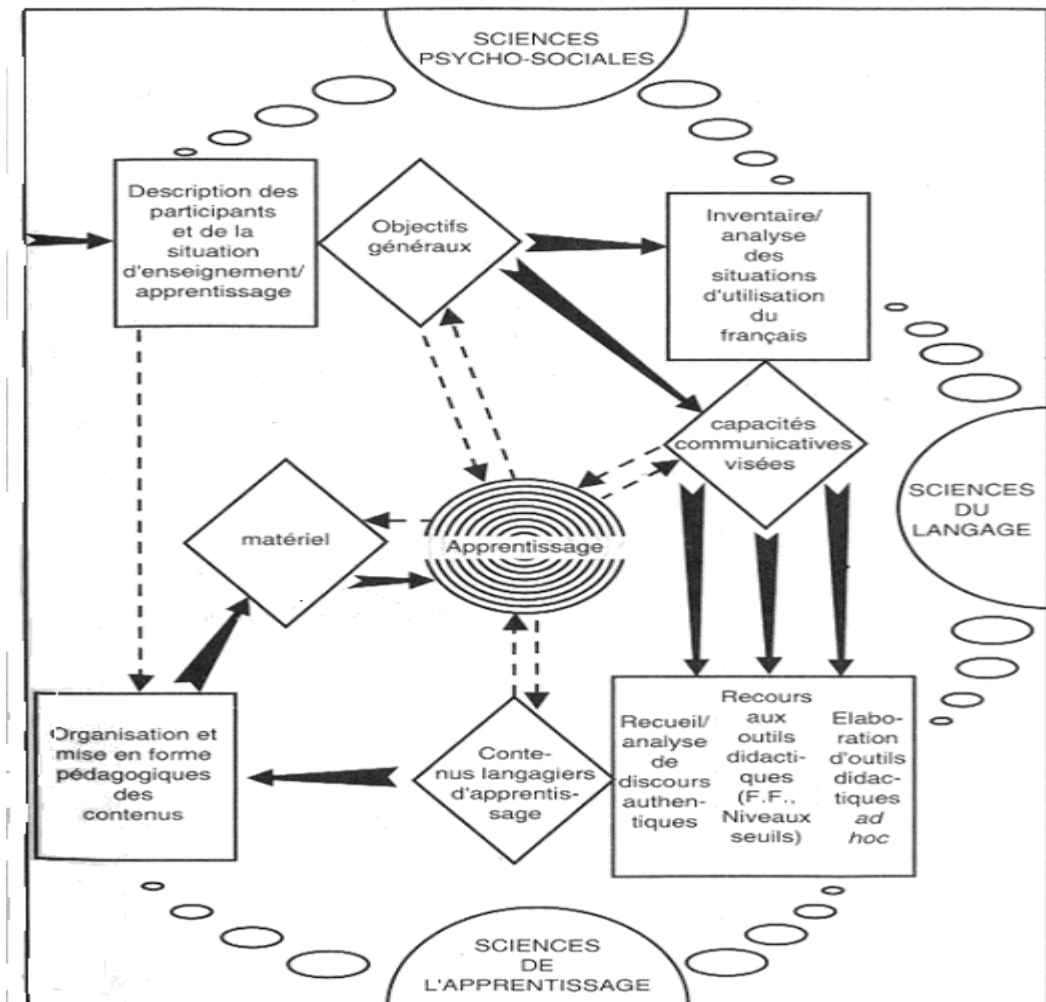 SCIENCES
PSYCHO-SOCIALES
Description des
participants
et de la
situation
d'enseignement/
apprentissage
Objectifs
généraux
Inventaire/
analyse
des
situations
d'utilisation
du
français
capacités
communicatives
visées
SCIENCES
DU
LANGAGE
matériel
Apprentissage
Organisation et
mise en forme
pédagogiques
des
contenus
Conte-
nus langagiers
d'apprentis-
sage
Recueil/
analyse
de
discours
authen-
tiques
Recours
aux
outils
didacti-
ques
(F.F.,
Niveaux
seuils)
Elabo-
ration
d'outils
didac-
tiques
ad
hoc
SCIENCES
DE
L'APPRENTISSAGE